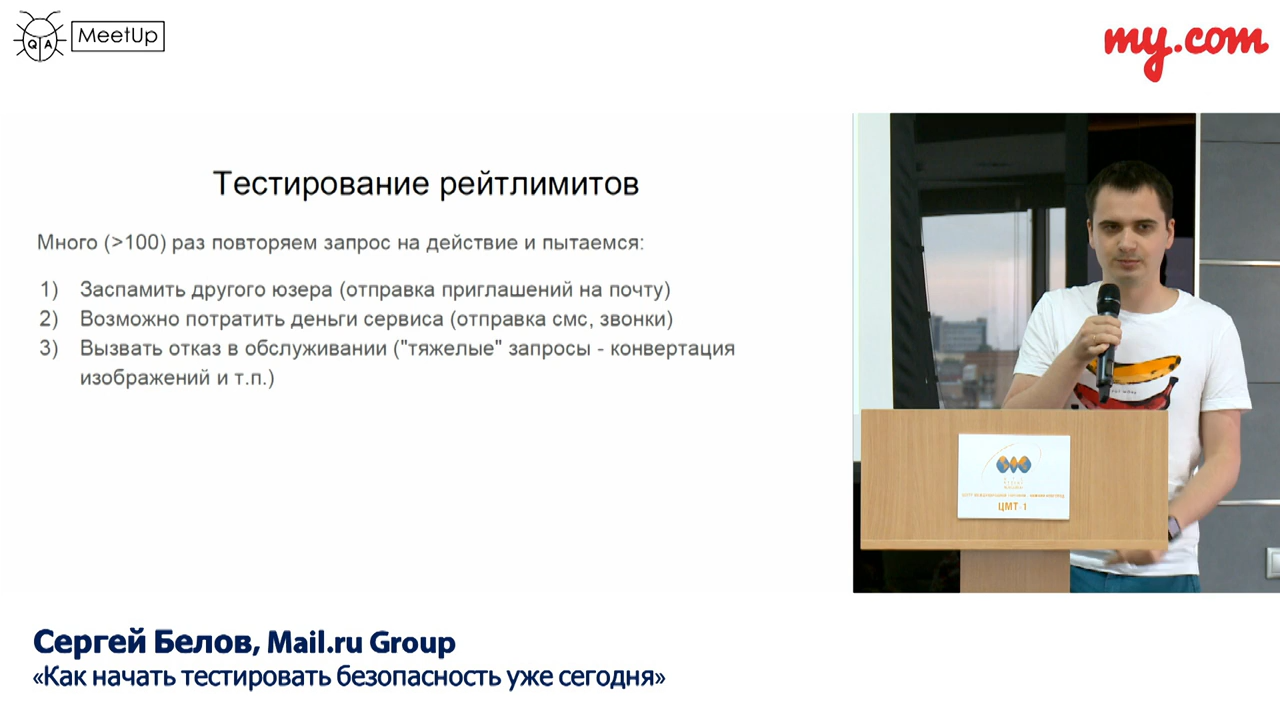 QA MeetUp
my.com
Тестирование рейтлимитов
Много (>100) раз повторяем запрос на действие и пытаемся:
1) Заспамить другого юзера (отправка приглашений на почту)
2) Возможно потратить деньги сервиса (отправка смс, звонки)
3) Вызвать отказ в обслуживании ("тяжелые" запросы - конвертация
изображений и т.п.)
ЦМТ-1
Сергей Белов, Mail.ru Group
«Как начать тестировать безопасность уже сегодня»